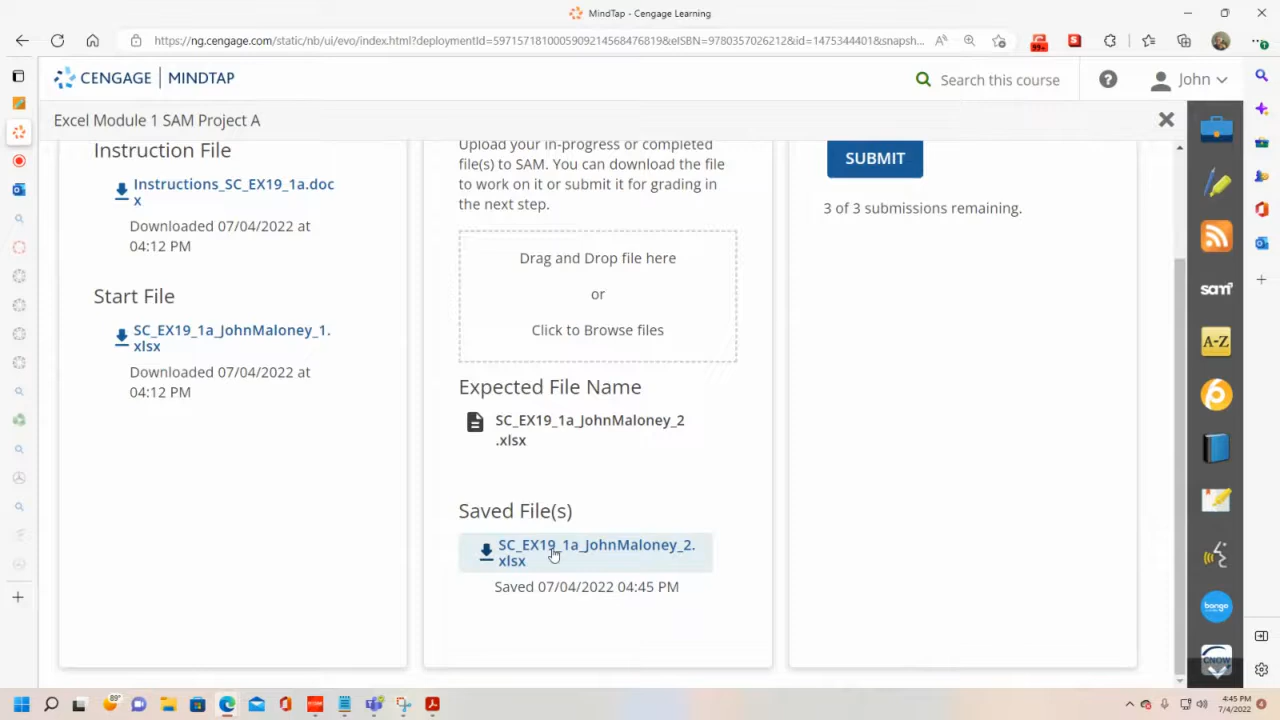 MindTap - Cengage Learning
https://ng.cengage.com/static/nb/ui/evo/index.html?deploymentId=5971571810005909214568476819&eISBN=9780357026212&id=1475344401&snapsh...
99+
CENGAGE | MINDTAP
Search this course
John
Excel Module 1 SAM Project A
Instruction File
Instructions_SC_EX19_1a.doc
x
Downloaded 07/04/2022 at
04:12 PM
Start File
SC_EX19_1a_JohnMaloney_1.
xlsx
Downloaded 07/04/2022 at
04:12 PM
Upload your in-progress or completed
file(s) to SAM. You can download the file
to work on it or submit it for grading in
the next step.
Drag and Drop file here
or
Click to Browse files
Expected File Name
SC_EX19_1a_JohnMaloney_2
.xlsx
Saved File(s)
SC_EX19_1a_JohnMaloney_2.
xlsx
Saved 07/04/2022 04:45 PM
SUBMIT
3 of 3 submissions remaining.
sam
A-Z
bongo
CNOW
89°
4:45 PM
7/4/2022